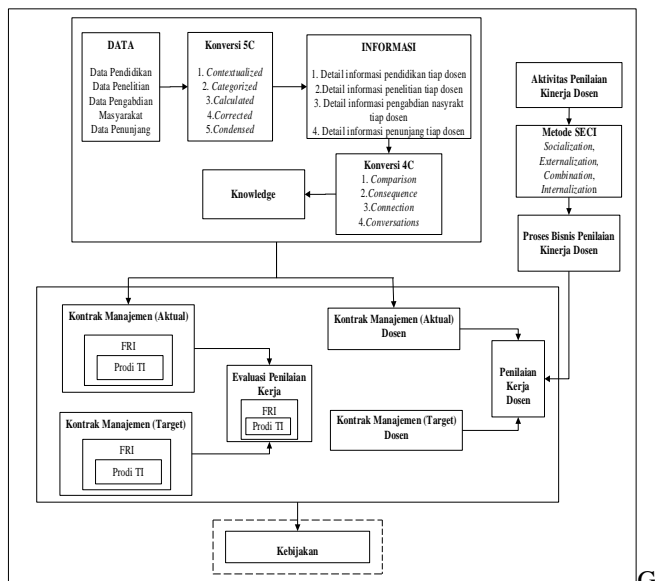 DATA
Data Pendidikan
Data Penelitian
Data Pengabdian
Masyarakat
Data Penunjang
Konversi 5C
1. Contextualized
2. Categorized
3.Calculated
4.Corrected
5.Condensed
INFORMASI
1. Detail informasi pendidikan tiap dosen
2.Detail informasi penelitian tiap dosen
3. Detail informasi pengabdian nasyrakt
tiap dosen
4. Detail informasi penunjang tiap dosen
Konversi 4C
1. Comparison
2.Consequence
3.Connection
4.Conversations
Knowledge
Aktivitas Penilaian
Kinerja Dosen
Metode SECI
Socialization,
Externalization,
Combination,
Internalization
Proses Bisnis Penilaian
Kinerja Dosen
Kontrak Manajemen (Aktual)
FRI
Prodi TI
Kontrak Manajemen (Target)
FRI
Prodi TI
Evaluasi Penilaian
Kerja
FRI
Prodi TI
Kontrak Manajemen (Aktual)
Dosen
Kontrak Manajemen (Target)
Dosen
Penilaian
Kerja
Dosen
Kebijakan
G